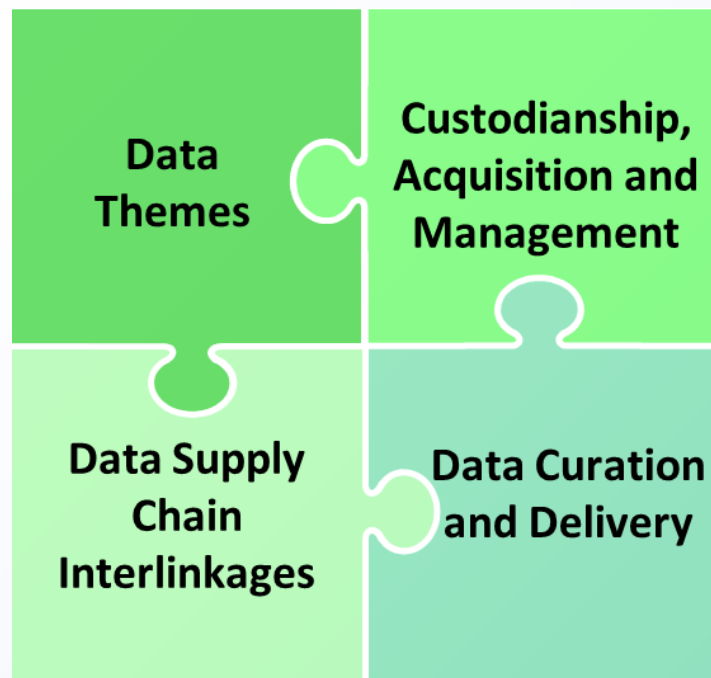 Data
Themes
Custodianship,
Acquisition and
Management
Data Supply
Chain
Interlinkages
Data Curation
and Delivery